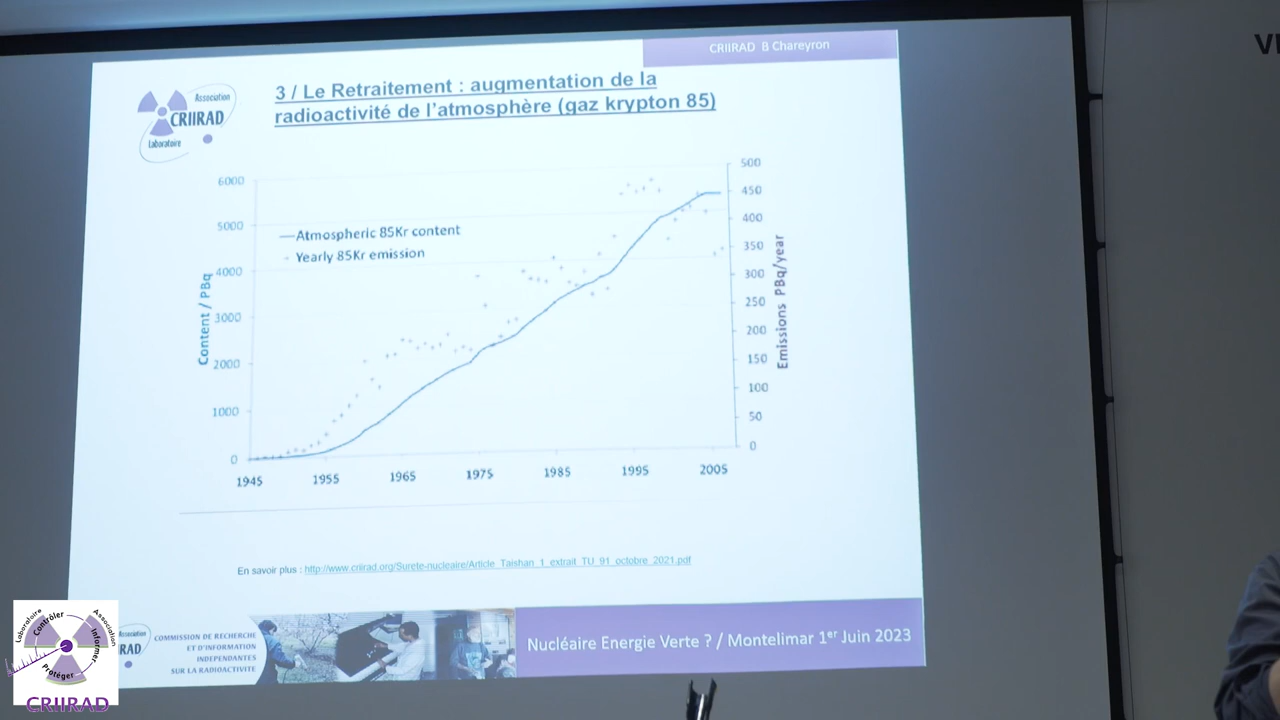 CRIIRAD B Chareyron
3 / Le Retraitement : augmentation de la
radioactivité de l'atmosphère (gaz krypton 85)
Association
CRIIRAD
Laboratoire
6000
5000
4000
3000
2000
1000
0
Content / PBq
Atmospheric 85Kr content
Yearly 85Kr emission
500
450
400
350
300
250
200
150
100
50
0
Emissions PBq/year
1945 1955 1965 1975 1985 1995 2005
En savoir plus : http://www.criirad.org/Surete-nucleaire/Article_Taishan_1_extrait_TU_91_octobre_2021.pdf
Association
RAD
COMMISSION DE RECHERCHE
ET D'INFORMATION
INDEPENDANTES
SUR LA RADIOACTIVITE
Nucléaire Energie Verte ? / Montelimar 1er Juin 2023
Laboratoire
Association
Contrôler
Informer
Protéger
CRIIRAD